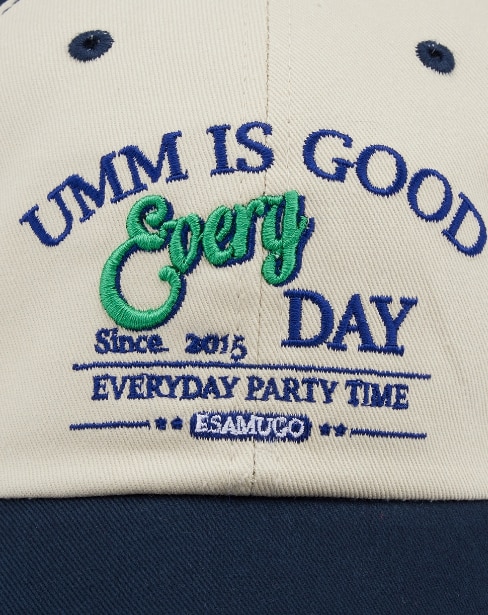 UMM IS GOOD
Every
DAY
Since. 2015
EVERYDAY PARTY TIME
ESAMUGO